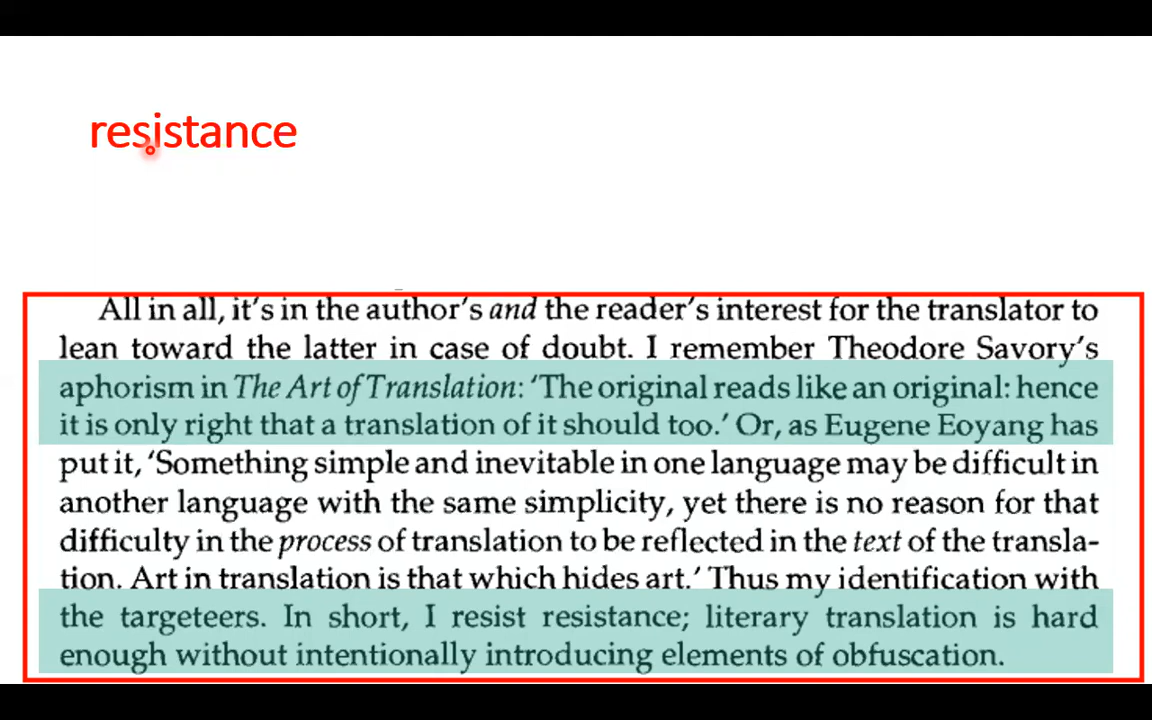 resistance
All in all, it's in the author's and the reader's interest for the translator to
lean toward the latter in case of doubt. I remember Theodore Savory's
aphorism in The Art of Translation: 'The original reads like an original: hence
it is only right that a translation of it should too.' Or, as Eugene Eoyang has
put it, 'Something simple and inevitable in one language may be difficult in
another language with the same simplicity, yet there is no reason for that
difficulty in the process of translation to be reflected in the text of the transla-
tion. Art in translation is that which hides art.' Thus my identification with
the targeteers. In short, I resist resistance; literary translation is hard
enough without intentionally introducing elements of obfuscation.